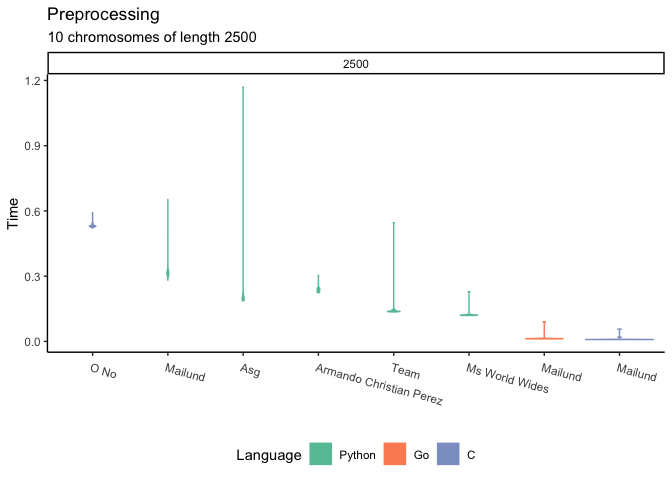 Preprocessing
10 chromosomes of length 2500
2500
1.2
0.9
0.6
0.3
0.0
Time
O No
Mailund
Asg
Armando Christian Perez
Team
Ms World Wides
Mailund
Mailund
Language Python Go C